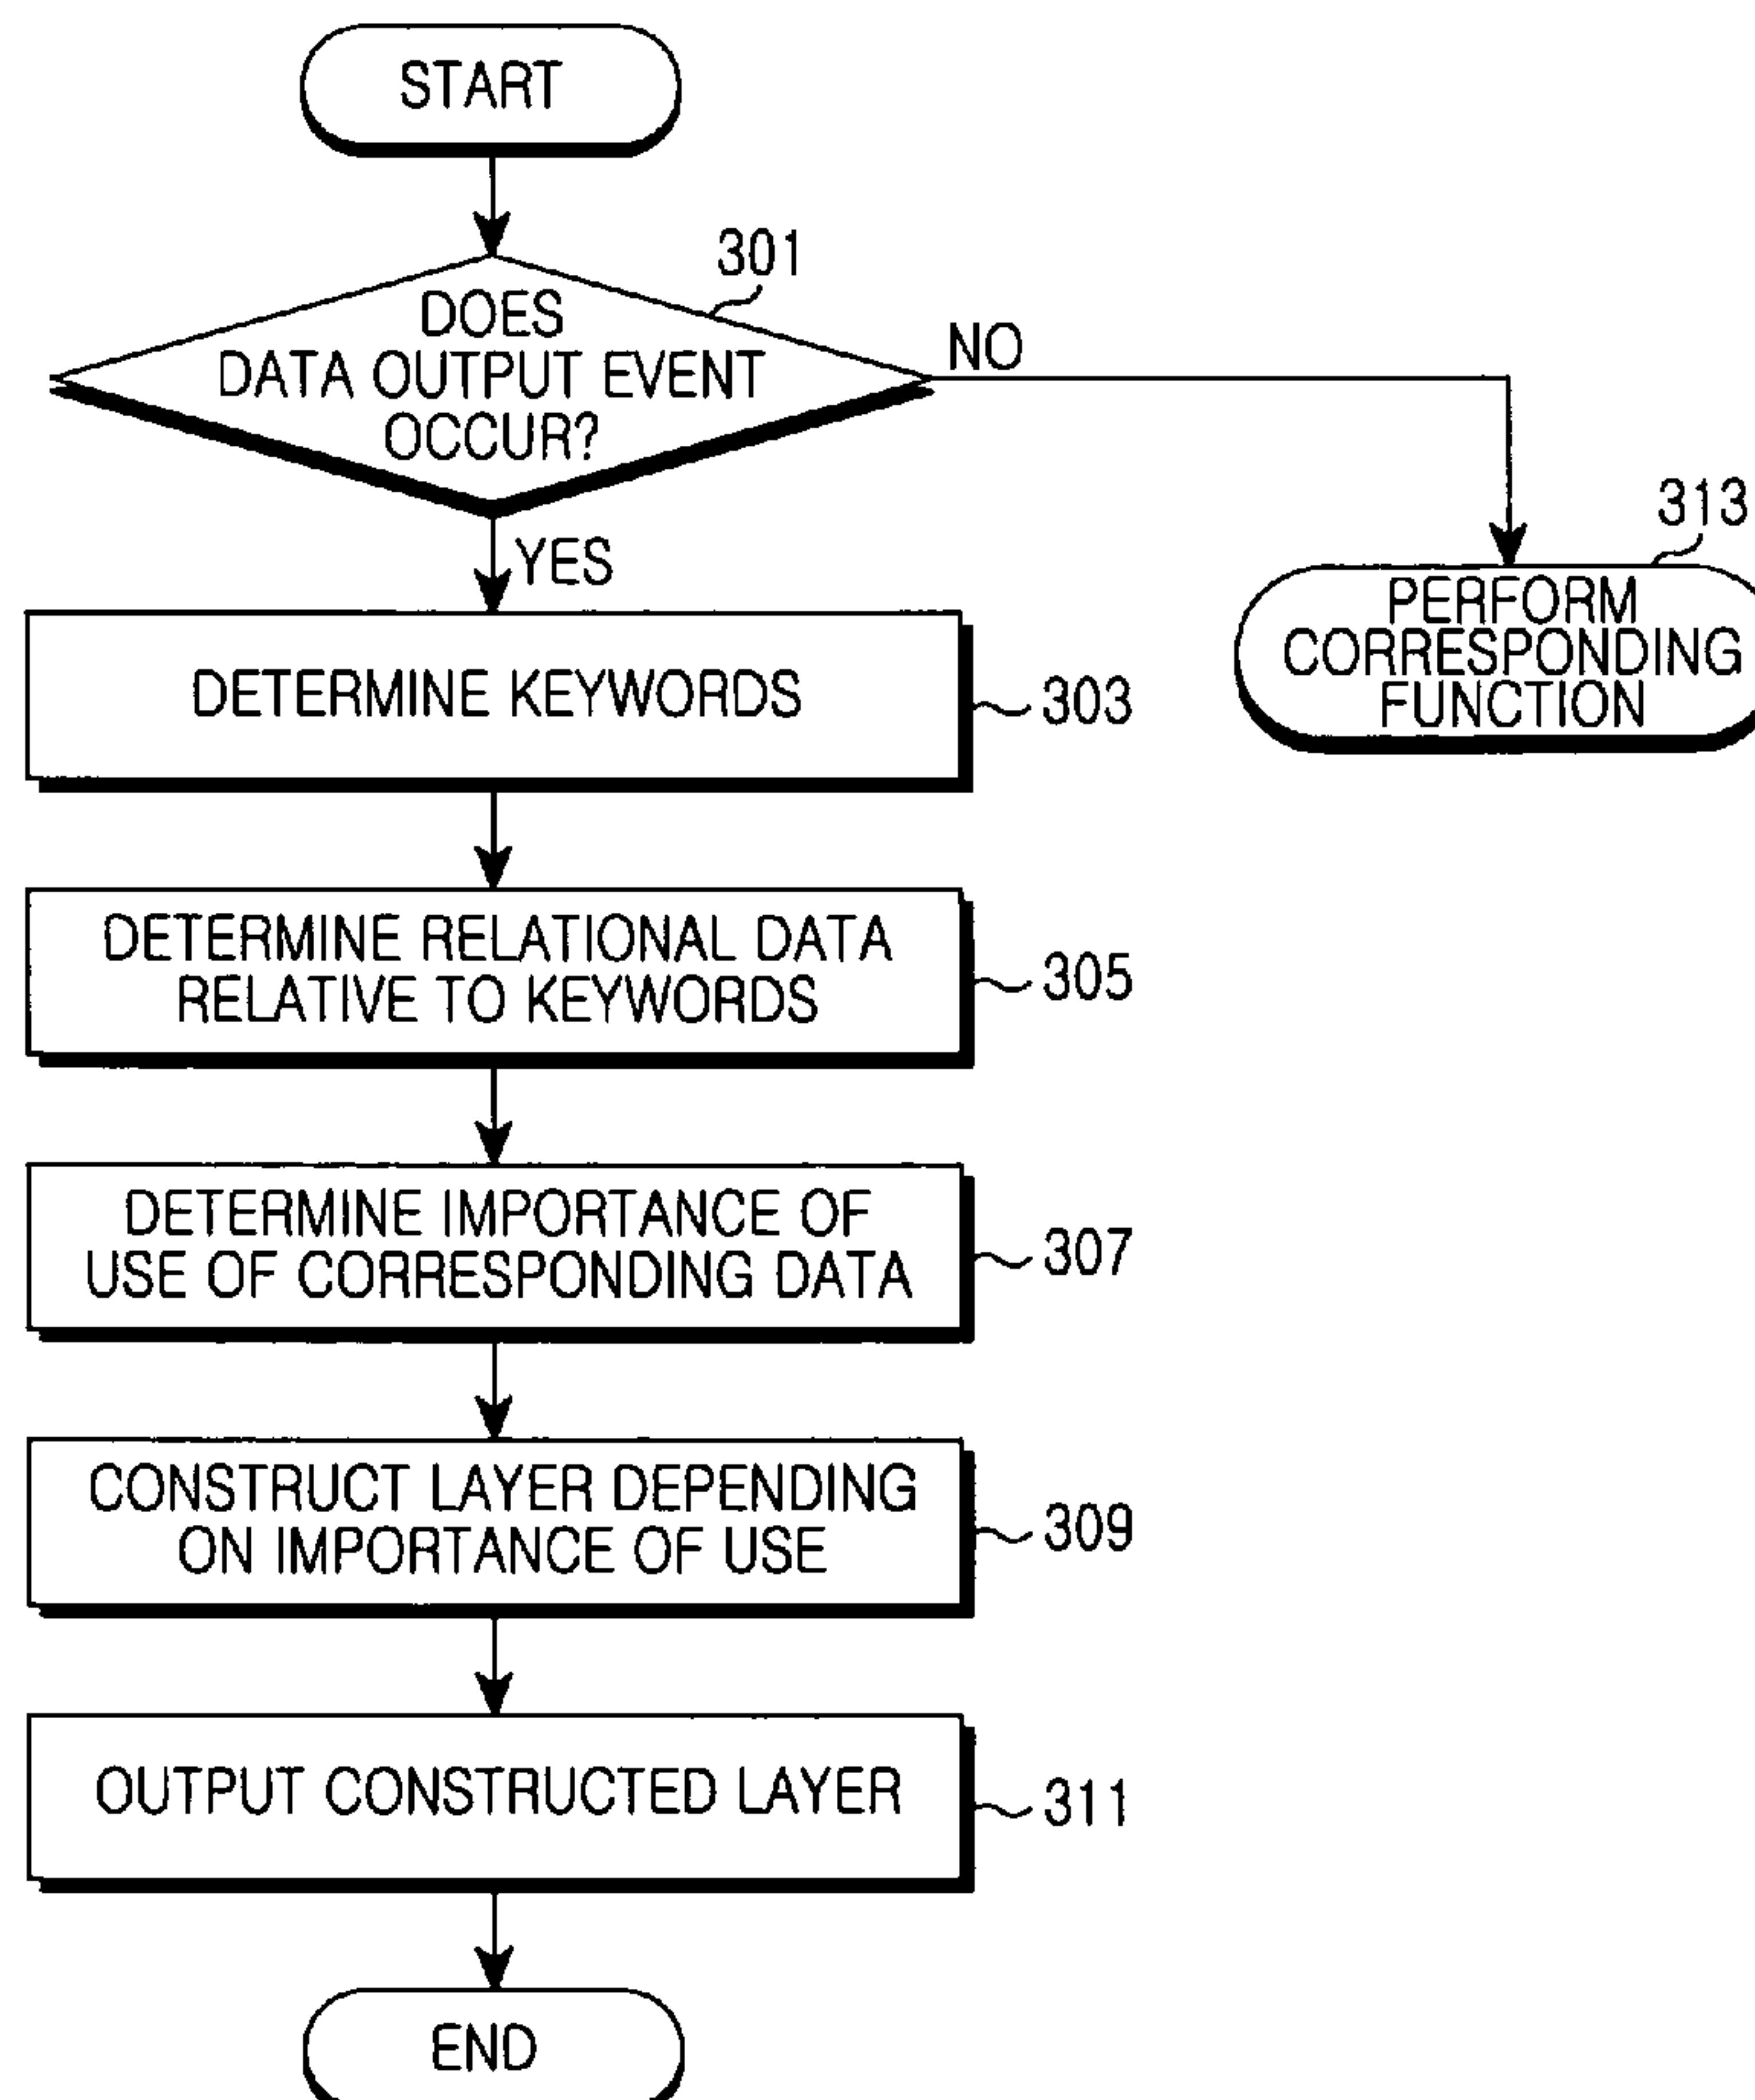 START
301
DOES
DATA OUTPUT EVENT
OCCUR?
NO
YES
313
PERFORM
CORRESPONDING
FUNCTION
DETERMINE KEYWORDS
303
DETERMINE RELATIONAL DATA
RELATIVE TO KEYWORDS
305
DETERMINE IMPORTANCE OF
USE OF CORRESPONDING DATA
307
CONSTRUCT LAYER DEPENDING
ON IMPORTANCE OF USE
309
OUTPUT CONSTRUCTED LAYER
311
END